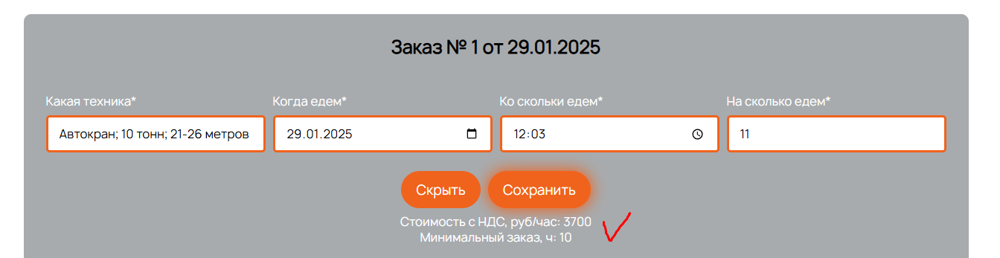 Заказ № 1 от 29.01.2025
Какая техника*
Когда едем*
Ко скольки едем*
На сколько едем*
Автокран; 10 тонн; 21-26 метров
29.01.2025
12:03
11
Скрыть
Сохранить
Стоимость с НДС, руб/час: 3700
Минимальный заказ, ч: 10